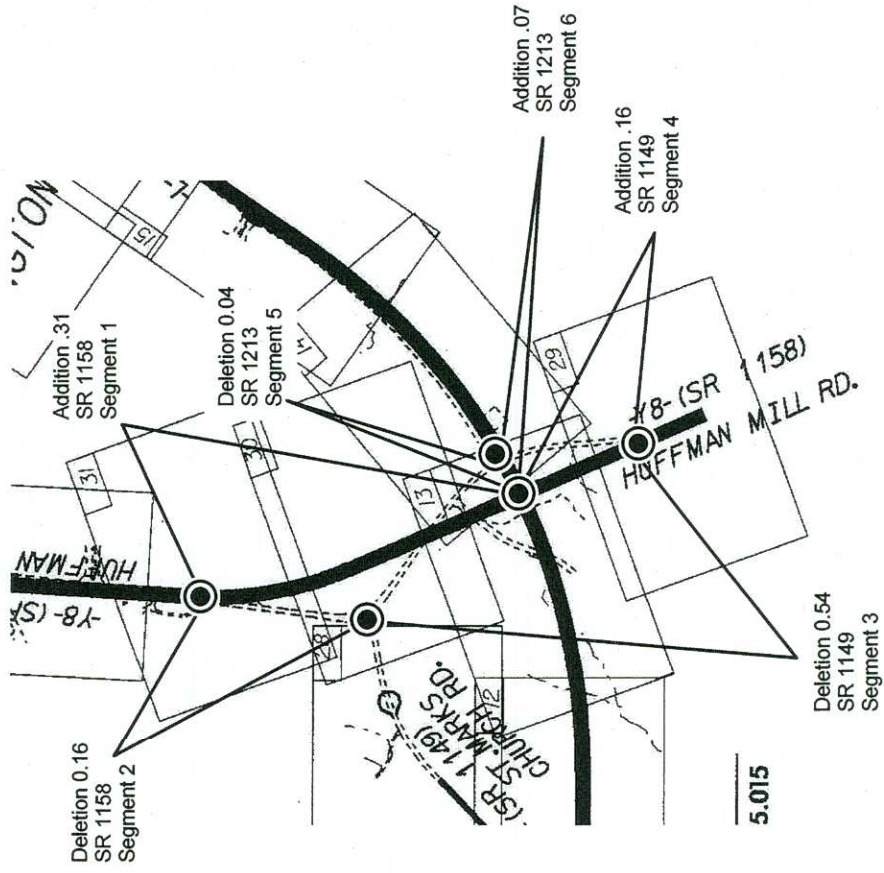 NO
-L-
15
Addition .31
SR 1158
Segment 1
Deletion 0.04
SR 1213
Segment 5
Addition .07
SR 1213
Segment 6
Addition .16
SR 1149
Segment 4
31
30
13
29
28
12
HUFFMAN
-Y8- (SR
-Y8- (SR 1158)
HUFFMAN MILL RD.
(SR 1149)
ST. MARKS
CHURCH RD.
Deletion 0.16
SR 1158
Segment 2
Deletion 0.54
SR 1149
Segment 3
5.015